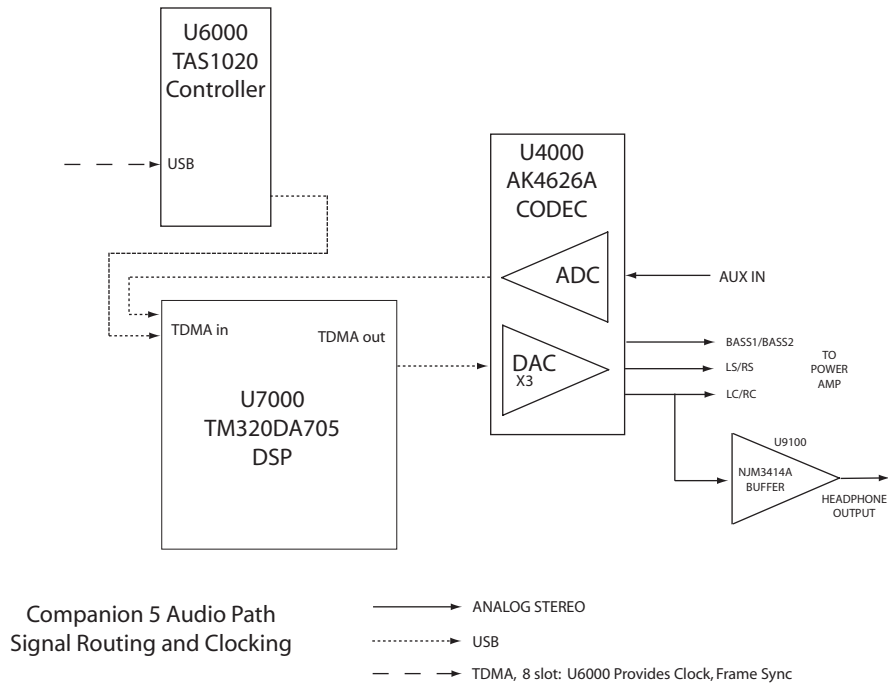 U6000
TAS1020
Controller
USB
U4000
AK4626A
CODEC
ADC
AUX IN
TDMA in
TDMA out
DAC
X3
BASS1/BASS2
LS/RS
LC/RC
TO
POWER
AMP
U7000
TM320DA705
DSP
U9100
NJM3414A
BUFFER
HEADPHONE
OUTPUT
Companion 5 Audio Path
Signal Routing and Clocking
ANALOG STEREO
USB
TDMA, 8 slot: U6000 Provides Clock, Frame Sync